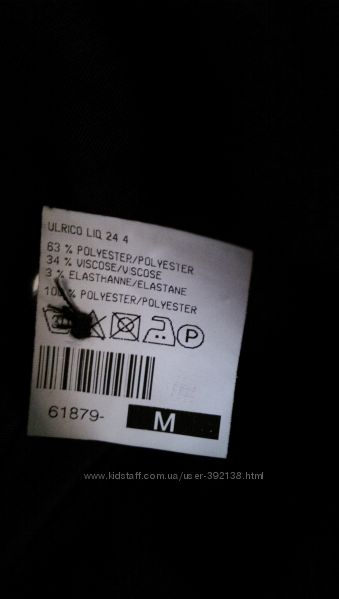 ULRICO LIQ 24 4
63 % POLYESTER/POLYESTER
34 % VISCOSE/VISCOSE
3 % ELASTHANNE/ELASTANE
100 % POLYESTER/POLYESTER
P
61879-
M
www.kidstaff.com.ua/user-392138.html